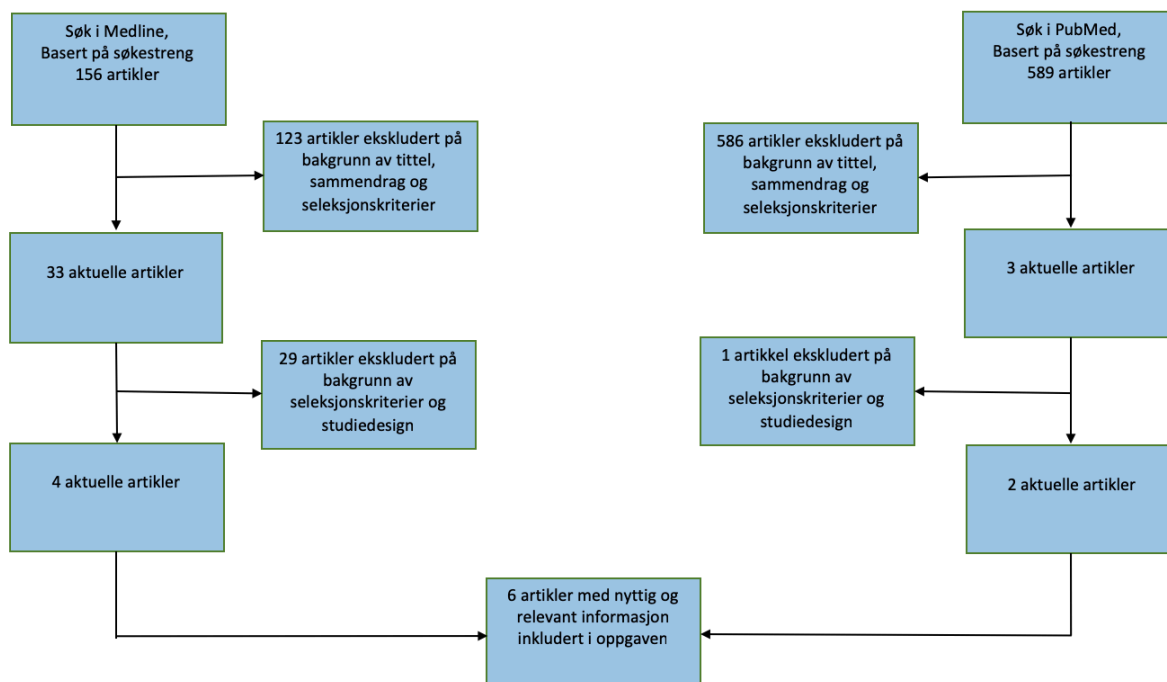 Søk i Medline,
Basert på søkestreng
156 artikler
123 artikler ekskludert på
bakgrunn av tittel,
sammendrag og
seleksjonskriterier
33 aktuelle artikler
29 artikler ekskludert på
bakgrunn av
seleksjonskriterier og
studiedesign
4 aktuelle artikler
Søk i PubMed,
Basert på søkestreng
589 artikler
586 artikler ekskludert på
bakgrunn av tittel,
sammendrag og
seleksjonskriterier
3 aktuelle artikler
1 artikkel ekskludert på
bakgrunn av
seleksjonskriterier og
studiedesign
2 aktuelle artikler
6 artikler med nyttig og
relevant informasjon
inkludert i oppgaven